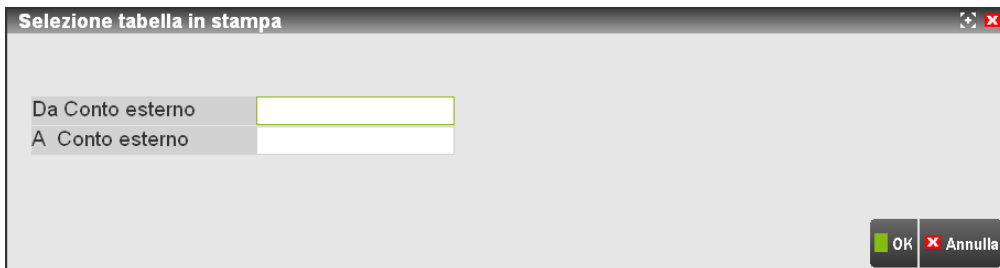 Selezione tabella in stampa
Da Conto esterno
A Conto esterno
OK Annulla